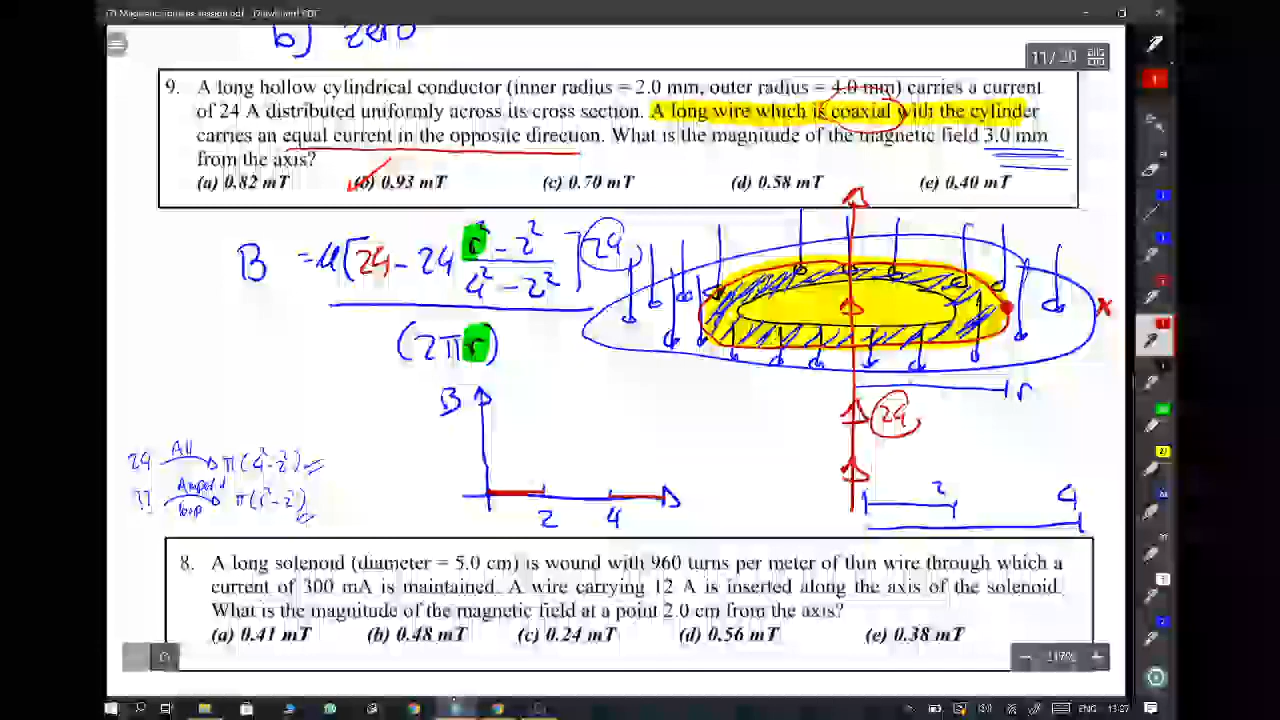 b) zero
11/20
9. A long hollow cylindrical conductor (inner radius = 2.0 mm, outer radius = 4.0 mm) carries a current
of 24 A distributed uniformly across its cross section. A long wire which is coaxial with the cylinder
carries an equal current in the opposite direction. What is the magnitude of the magnetic field 3.0 mm
from the axis?
(a) 0.82 mT (b) 0.93 mT (c) 0.70 mT (d) 0.58 mT (e) 0.40 mT
B = μ[24 - 24 r² - 2² / 4² - 2²] 24
(2πr)
x
r
B
24
24 All π(4² - 2²)
?? Amper loop π(r² - 2²)
2 4
2 4
8. A long solenoid (diameter = 5.0 cm) is wound with 960 turns per meter of thin wire through which a
current of 300 mA is maintained. A wire carrying 12 A is inserted along the axis of the solenoid.
What is the magnitude of the magnetic field at a point 2.0 cm from the axis?
(a) 0.41 mT (b) 0.48 mT (c) 0.24 mT (d) 0.56 mT (e) 0.38 mT
ENG